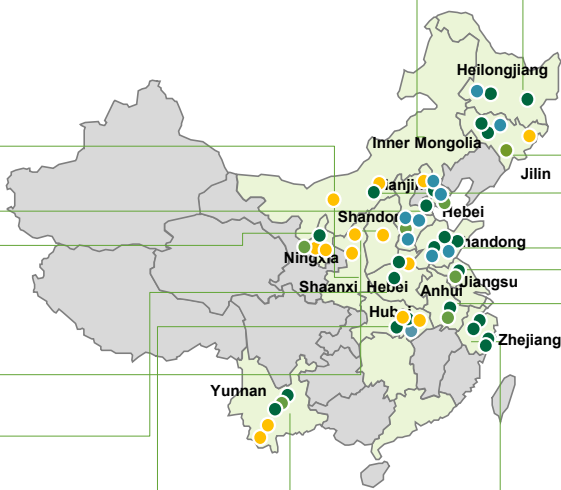 Heilongjiang
Inner Mongolia
Jilin
Tianjin
Shandong
Hebei
Shandong
Ningxia
Shaanxi
Hebei
Anhui
Jiangsu
Hubei
Zhejiang
Yunnan